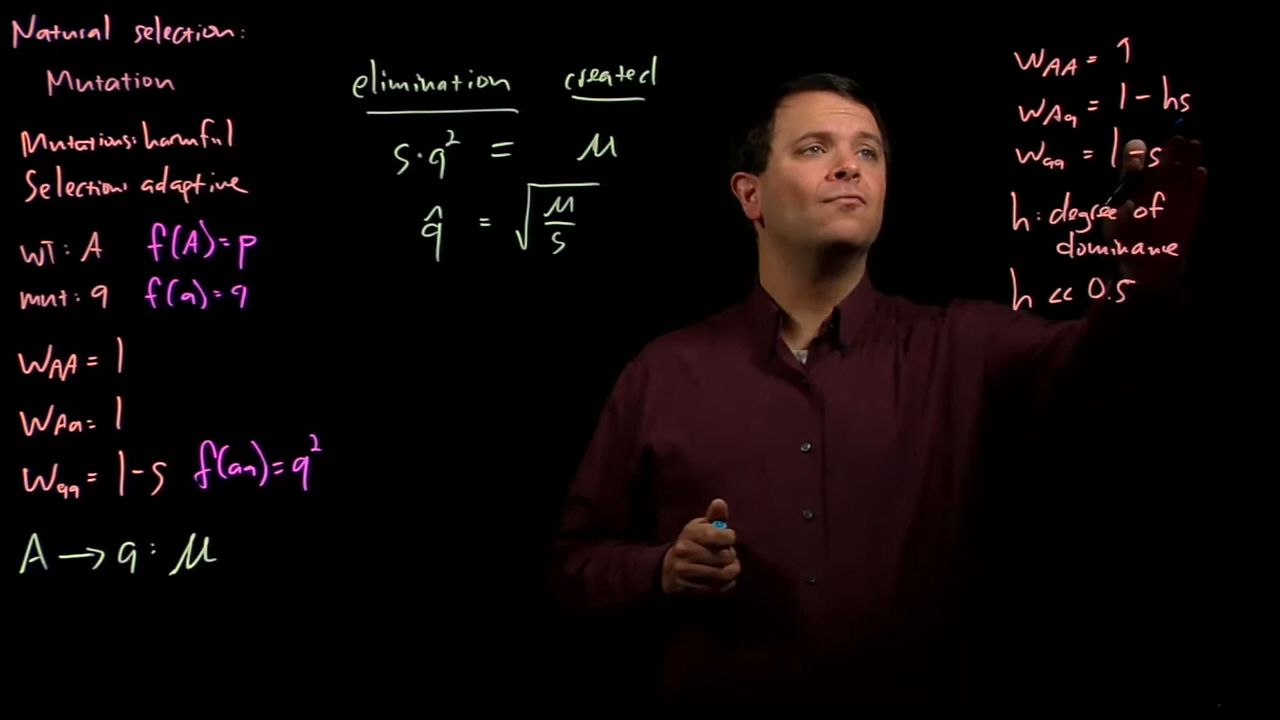 Natural selection:
Mutation
Mutations: harmful
Selection: adaptive
WT: A f(A)=p
mut: a f(a)=q
W_AA = 1
W_Aa = 1
W_aa = 1-s f(aa)=q²
A → a: μ
elimination created
s·q² = μ
q̂ = √(μ/s)
W_AA = 1
W_Aa = 1 - hs
W_aa = 1-s
h: degree of
dominance
h << 0.5